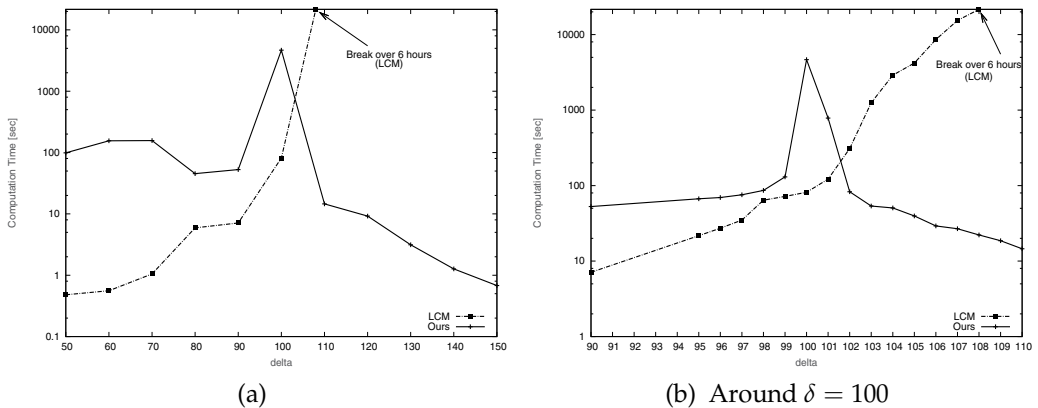 10000
1000
100
10
1
0.1
Computation Time [sec]
50 60 70 80 90 100 110 120 130 140 150
delta
Break over 6 hours
(LCM)
LCM
Ours
(a)
10000
1000
100
10
1
Computation Time [sec]
90 91 92 93 94 95 96 97 98 99 100 101 102 103 104 105 106 107 108 109 110
delta
Break over 6 hours
(LCM)
LCM
Ours
(b) Around δ = 100